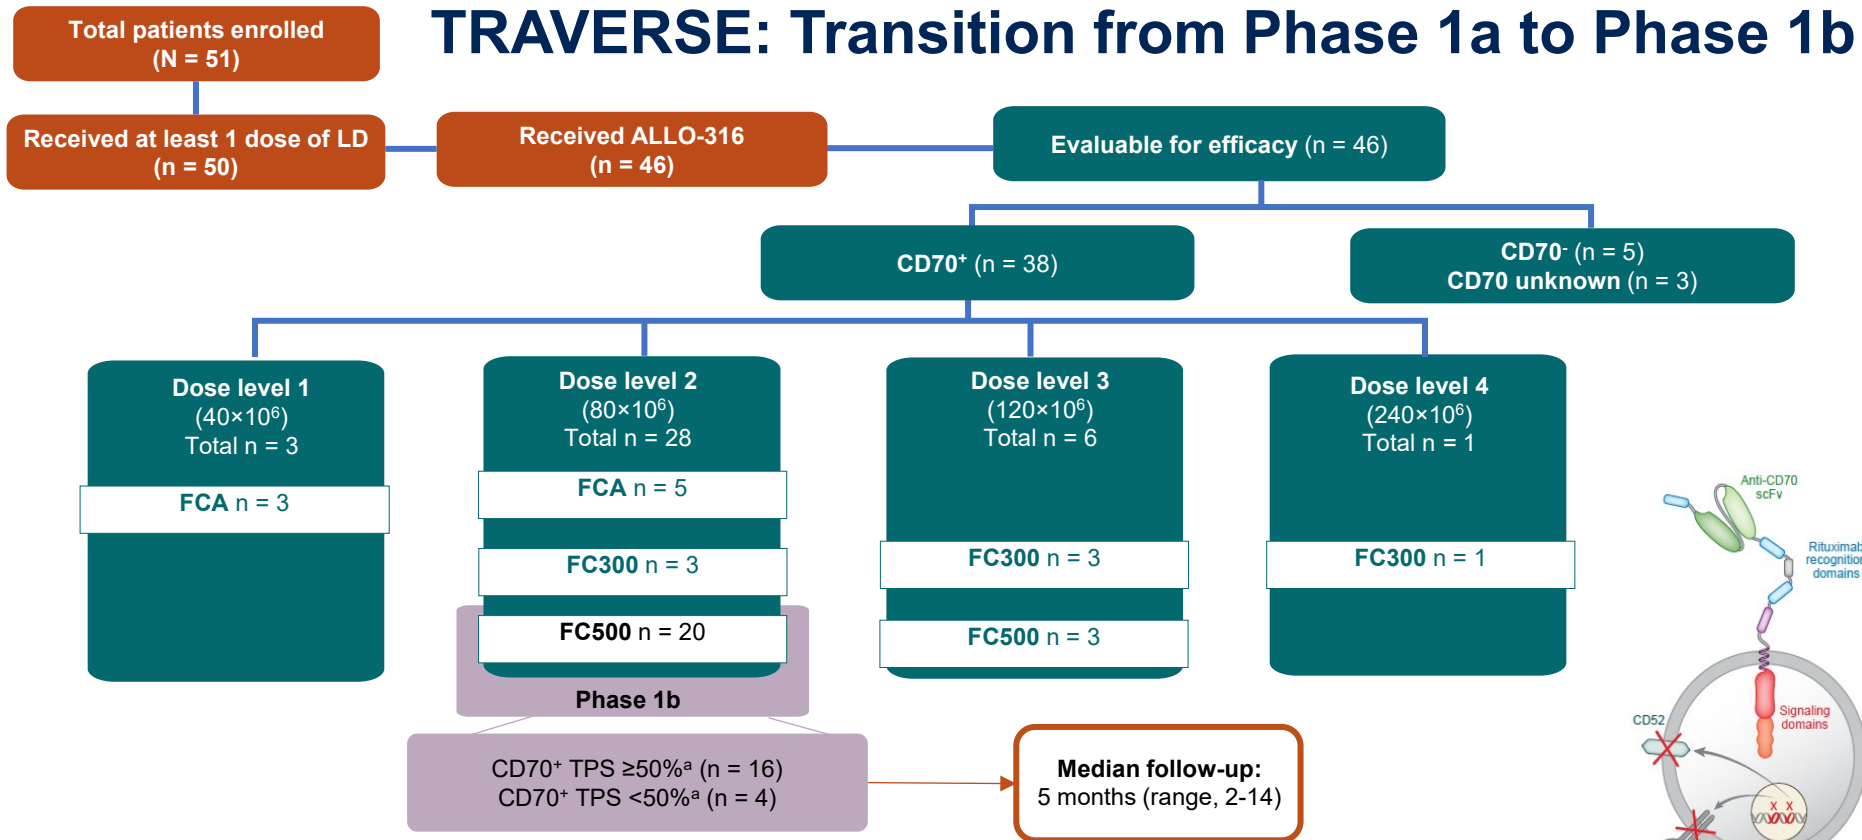 TRAVERSE: Transition from Phase 1a to Phase 1b
Total patients enrolled
(N = 51)
Received at least 1 dose of LD
(n = 50)
Received ALLO-316
(n = 46)
Evaluable for efficacy (n = 46)
CD70⁺ (n = 38)
CD70⁻ (n = 5)
CD70 unknown (n = 3)
Dose level 1
(40×10⁶)
Total n = 3
FCA n = 3
Dose level 2
(80×10⁶)
Total n = 28
FCA n = 5
FC300 n = 3
FC500 n = 20
Phase 1b
Dose level 3
(120×10⁶)
Total n = 6
FC300 n = 3
FC500 n = 3
Dose level 4
(240×10⁶)
Total n = 1
FC300 n = 1
CD70⁺ TPS ≥50%ᵃ (n = 16)
CD70⁺ TPS <50%ᵃ (n = 4)
Median follow-up:
5 months (range, 2-14)
Anti-CD70
scFv
Rituximab
recognition
domains
Signaling
domains
CD52
X X